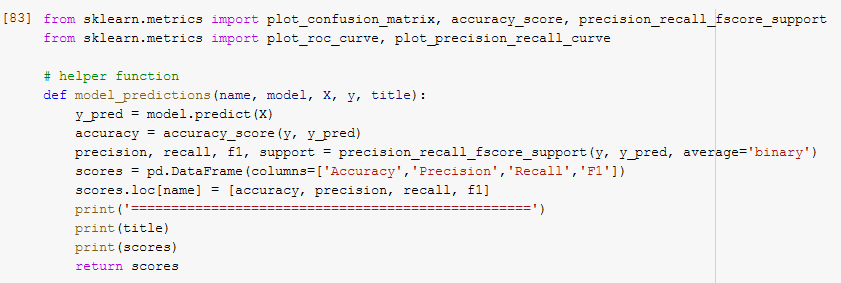 [83] from sklearn.metrics import plot_confusion_matrix, accuracy_score, precision_recall_fscore_support
from sklearn.metrics import plot_roc_curve, plot_precision_recall_curve
# helper function
def model_predictions(name, model, X, y, title):
    y_pred = model.predict(X)
    accuracy = accuracy_score(y, y_pred)
    precision, recall, f1, support = precision_recall_fscore_support(y, y_pred, average='binary')
    scores = pd.DataFrame(columns=['Accuracy','Precision','Recall','F1'])
    scores.loc[name] = [accuracy, precision, recall, f1]
    print('==================================================')
    print(title)
    print(scores)
    return scores